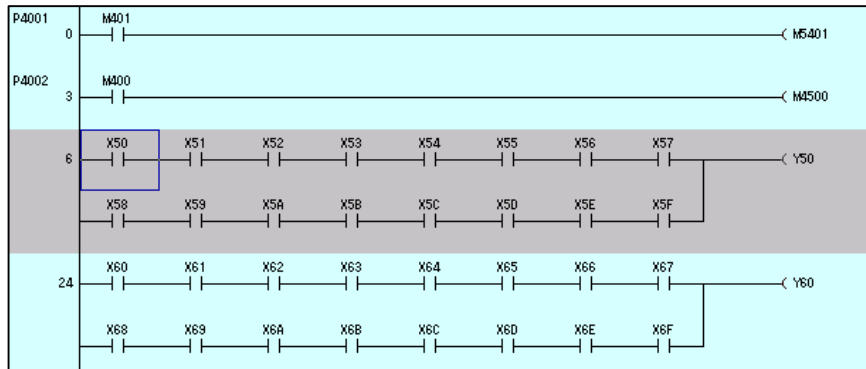 P4001 M401
0 M5401
P4002 M400
3 M4500
X50 X51 X52 X53 X54 X55 X56 X57
6 Y50
X58 X59 X5A X5B X5C X5D X5E X5F
X60 X61 X62 X63 X64 X65 X66 X67
24 Y60
X68 X69 X6A X6B X6C X6D X6E X6F